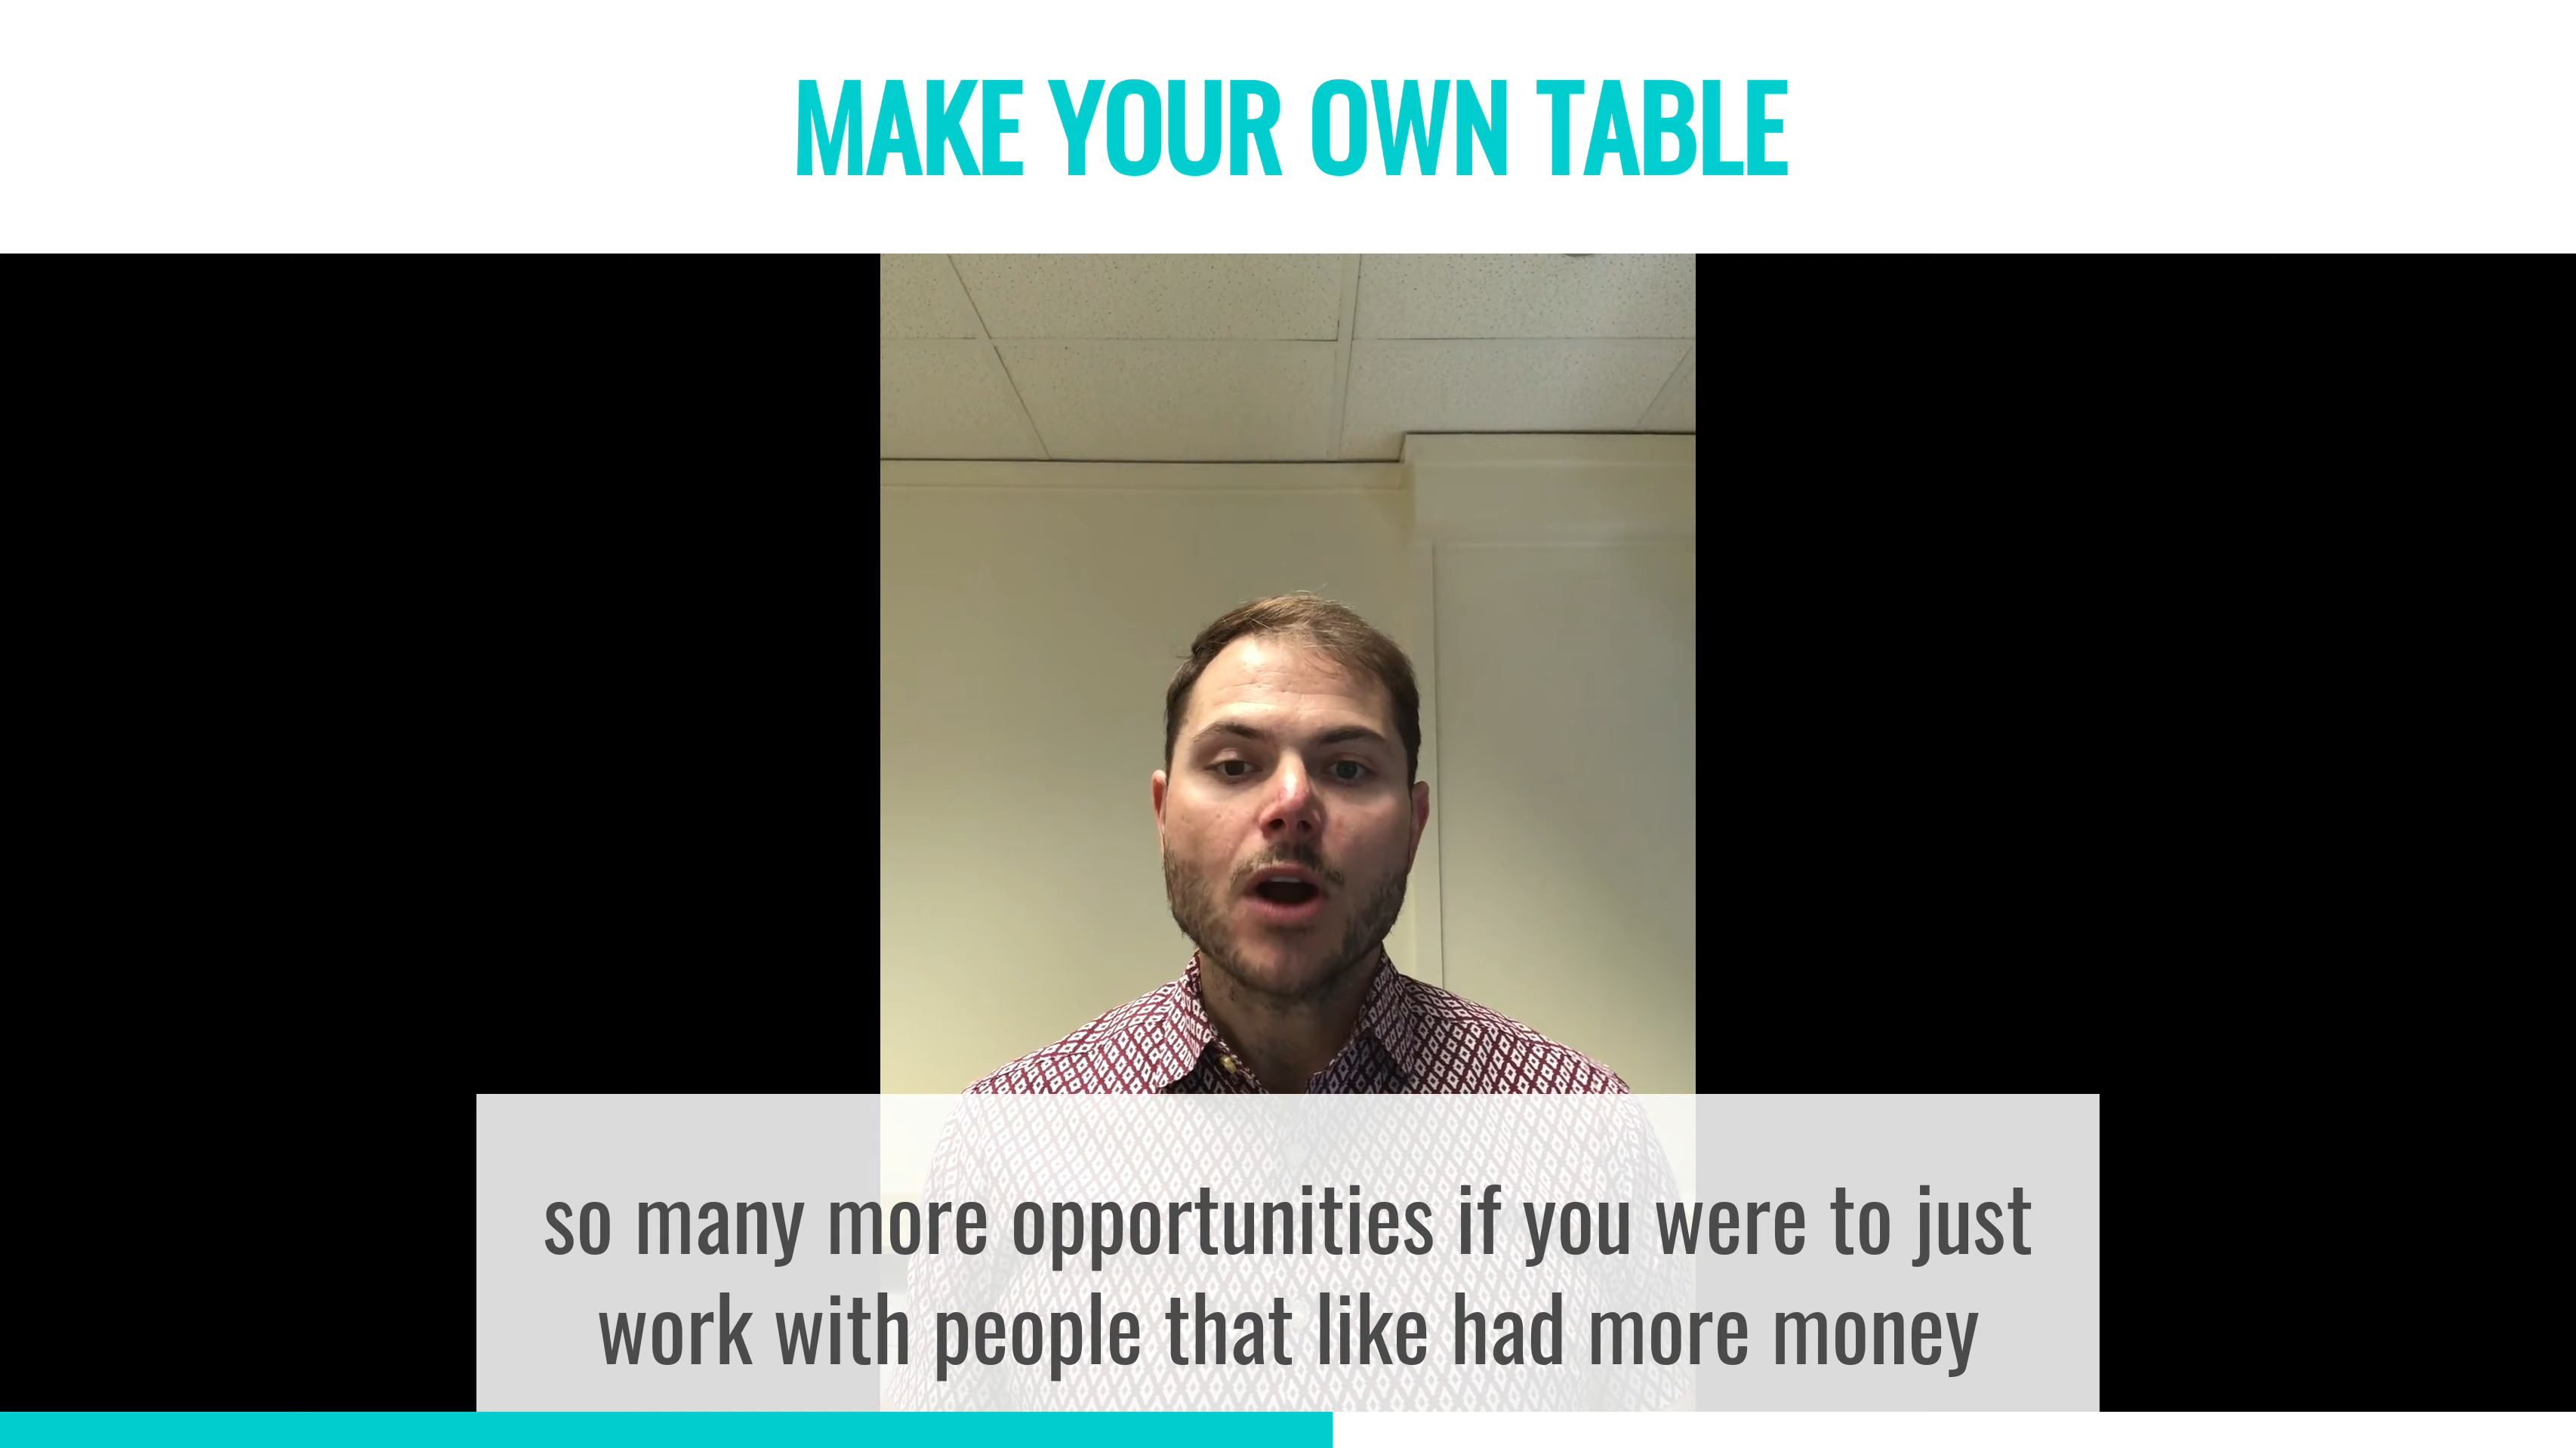 MAKE YOUR OWN TABLE
so many more opportunities if you were to just
work with people that like had more money